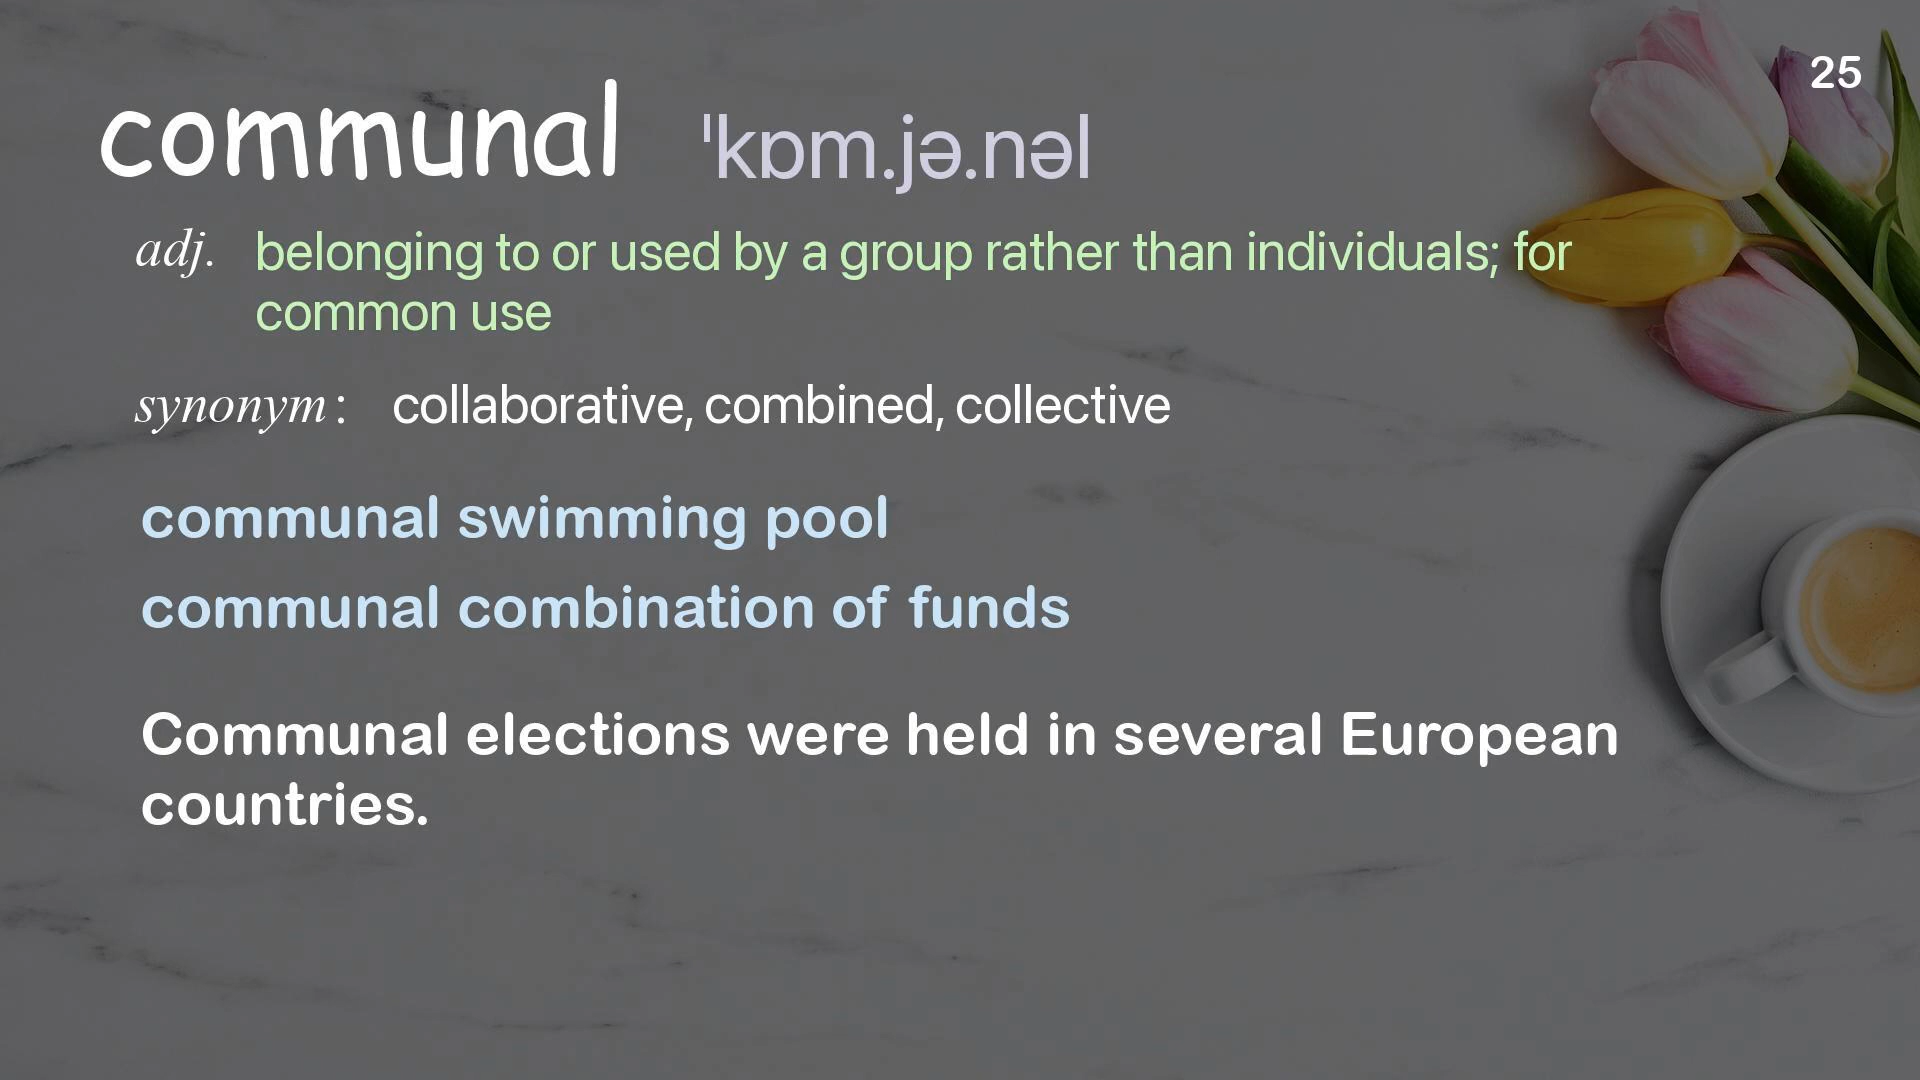 25
communal ˈkɒm.jə.nəl
adj. belonging to or used by a group rather than individuals; for
common use
synonym: collaborative, combined, collective
communal swimming pool
communal combination of funds
Communal elections were held in several European
countries.